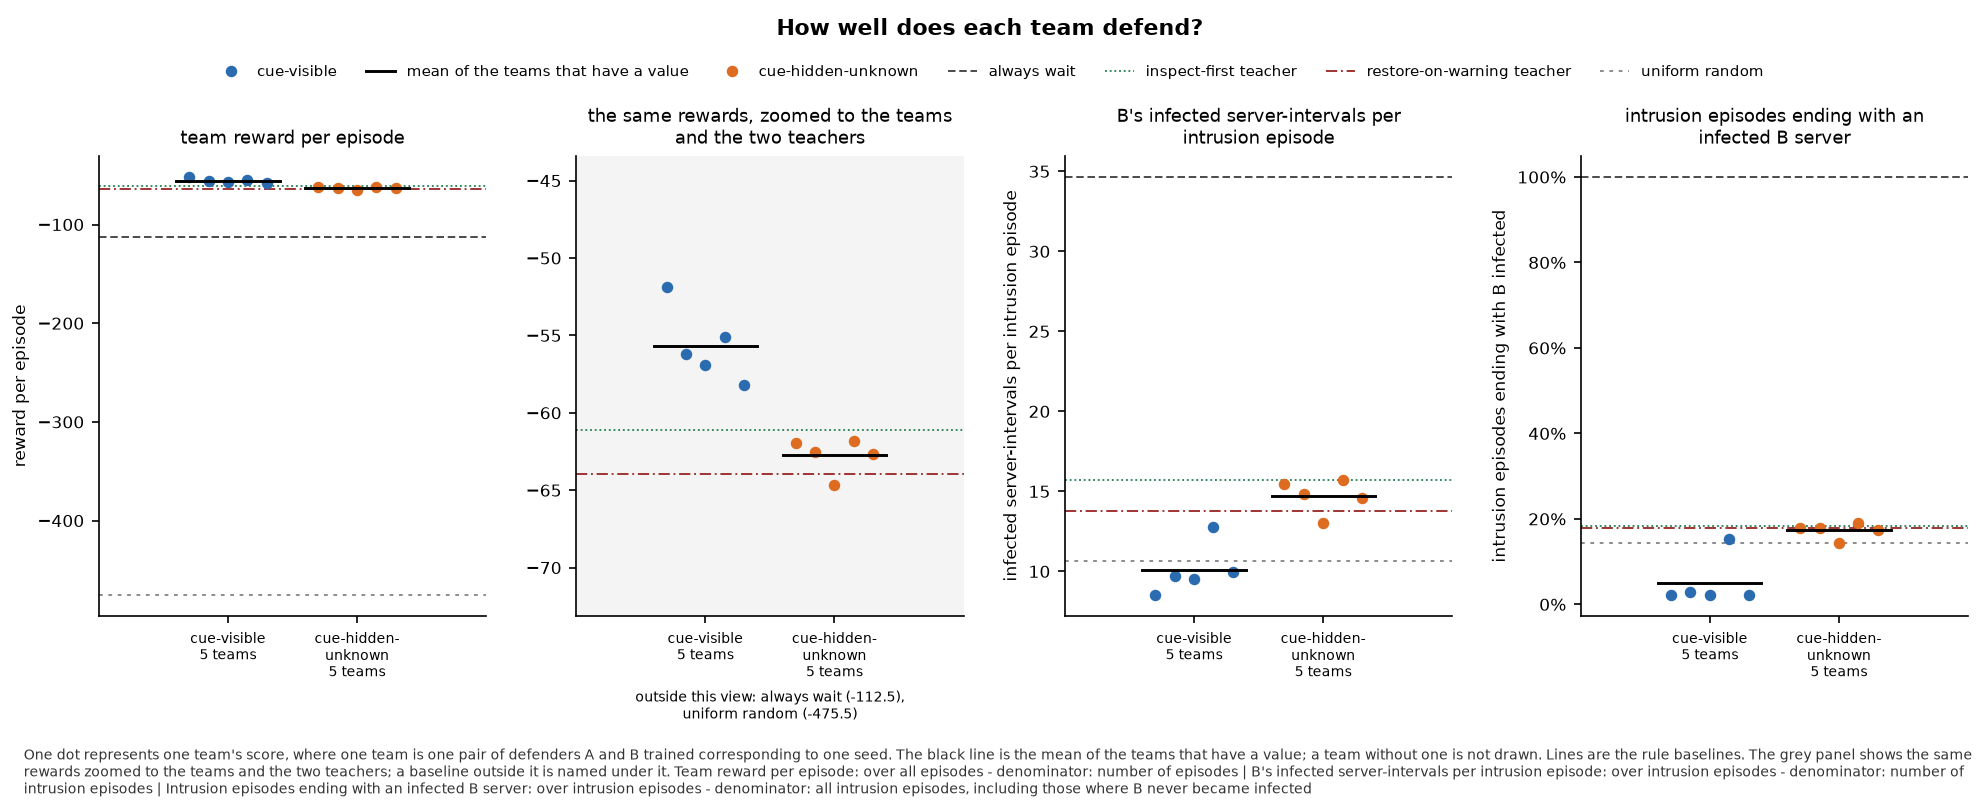 How well does each team defend?
cue-visible
mean of the teams that have a value
cue-hidden-unknown
always wait
inspect-first teacher
restore-on-warning teacher
uniform random
team reward per episode
reward per episode
−100
−200
−300
−400
cue-visible
5 teams
cue-hidden-
unknown
5 teams
the same rewards, zoomed to the teams
and the two teachers
−45
−50
−55
−60
−65
−70
cue-visible
5 teams
cue-hidden-
unknown
5 teams
outside this view: always wait (-112.5),
uniform random (-475.5)
B's infected server-intervals per
intrusion episode
infected server-intervals per intrusion episode
35
30
25
20
15
10
cue-visible
5 teams
cue-hidden-
unknown
5 teams
intrusion episodes ending with an
infected B server
intrusion episodes ending with B infected
100%
80%
60%
40%
20%
0%
cue-visible
5 teams
cue-hidden-
unknown
5 teams
One dot represents one team's score, where one team is one pair of defenders A and B trained corresponding to one seed. The black line is the mean of the teams that have a value; a team without one is not drawn. Lines are the rule baselines. The grey panel shows the same
rewards zoomed to the teams and the two teachers; a baseline outside it is named under it. Team reward per episode: over all episodes - denominator: number of episodes | B's infected server-intervals per intrusion episode: over intrusion episodes - denominator: number of
intrusion episodes | Intrusion episodes ending with an infected B server: over intrusion episodes - denominator: all intrusion episodes, including those where B never became infected